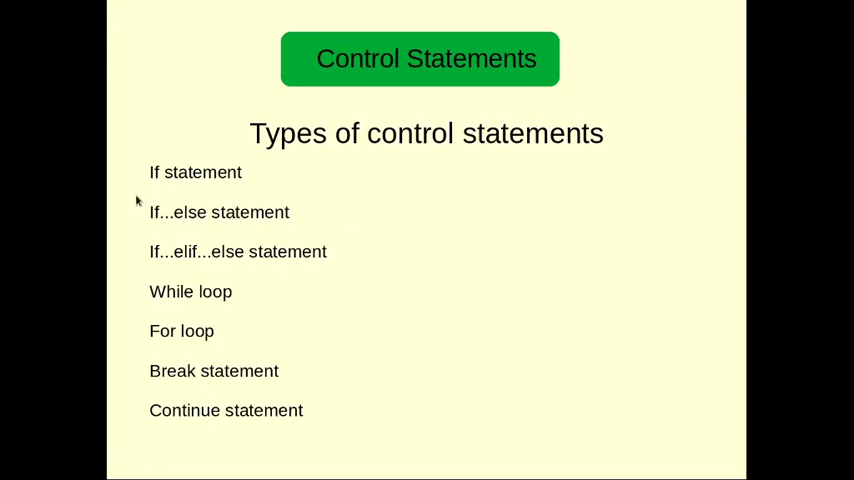 Control Statements
Types of control statements
If statement
If...else statement
If...elif...else statement
While loop
For loop
Break statement
Continue statement